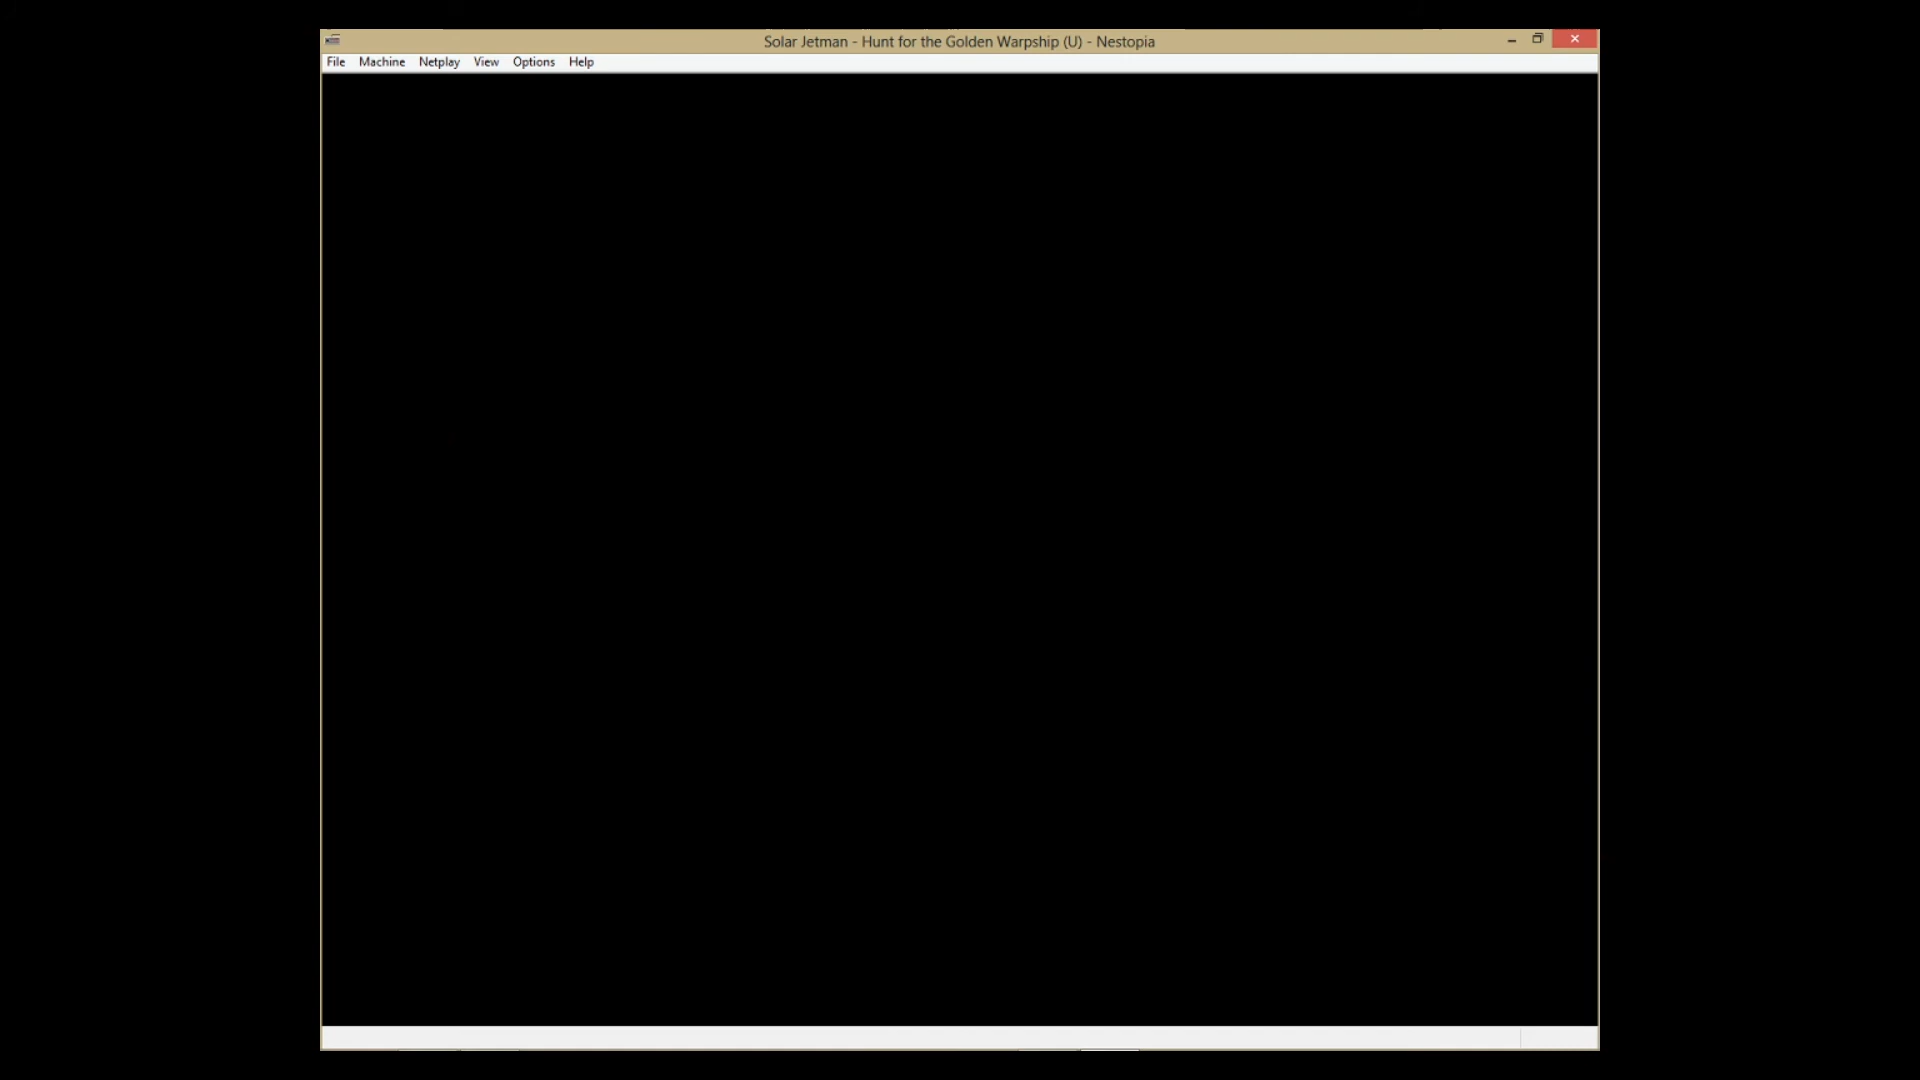 Solar Jetman - Hunt for the Golden Warpship (U) - Nestopia
File Machine Netplay View Options Help